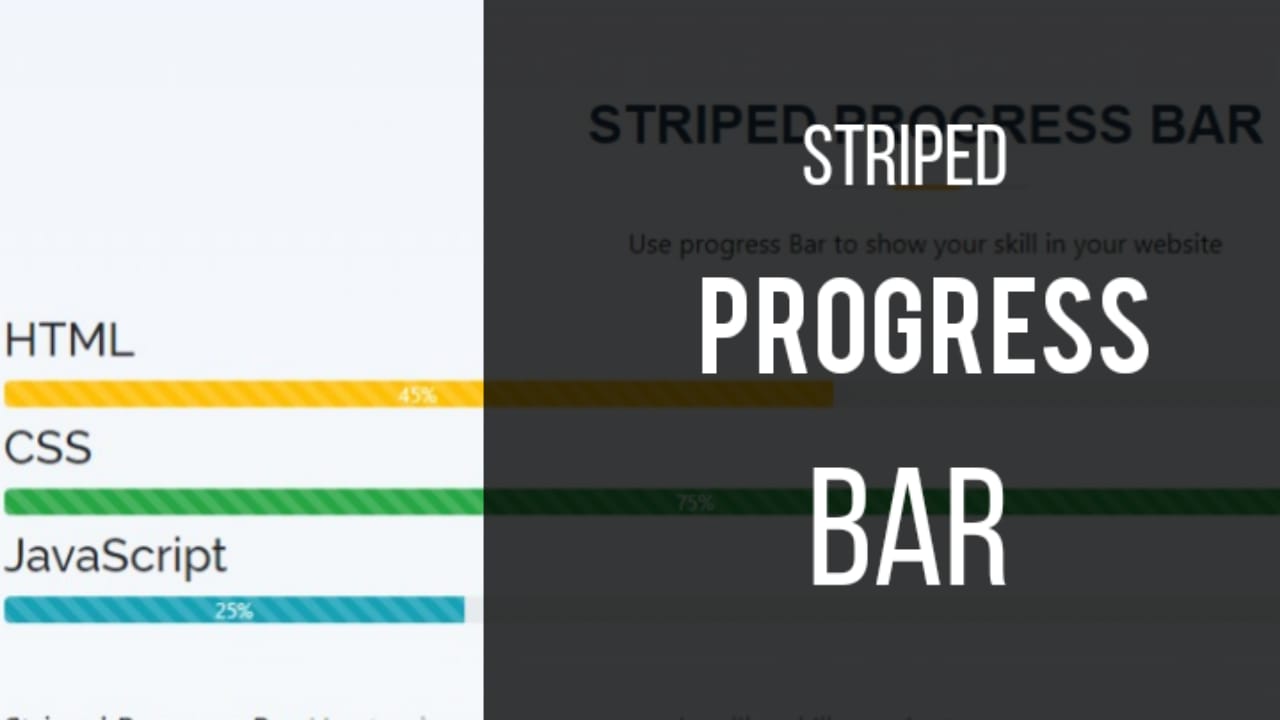 STRIPED PROGRESS BAR
STRIPED
Use progress Bar to show your skill in your website
PROGRESS
HTML
45%
CSS
75%
BAR
JavaScript
25%